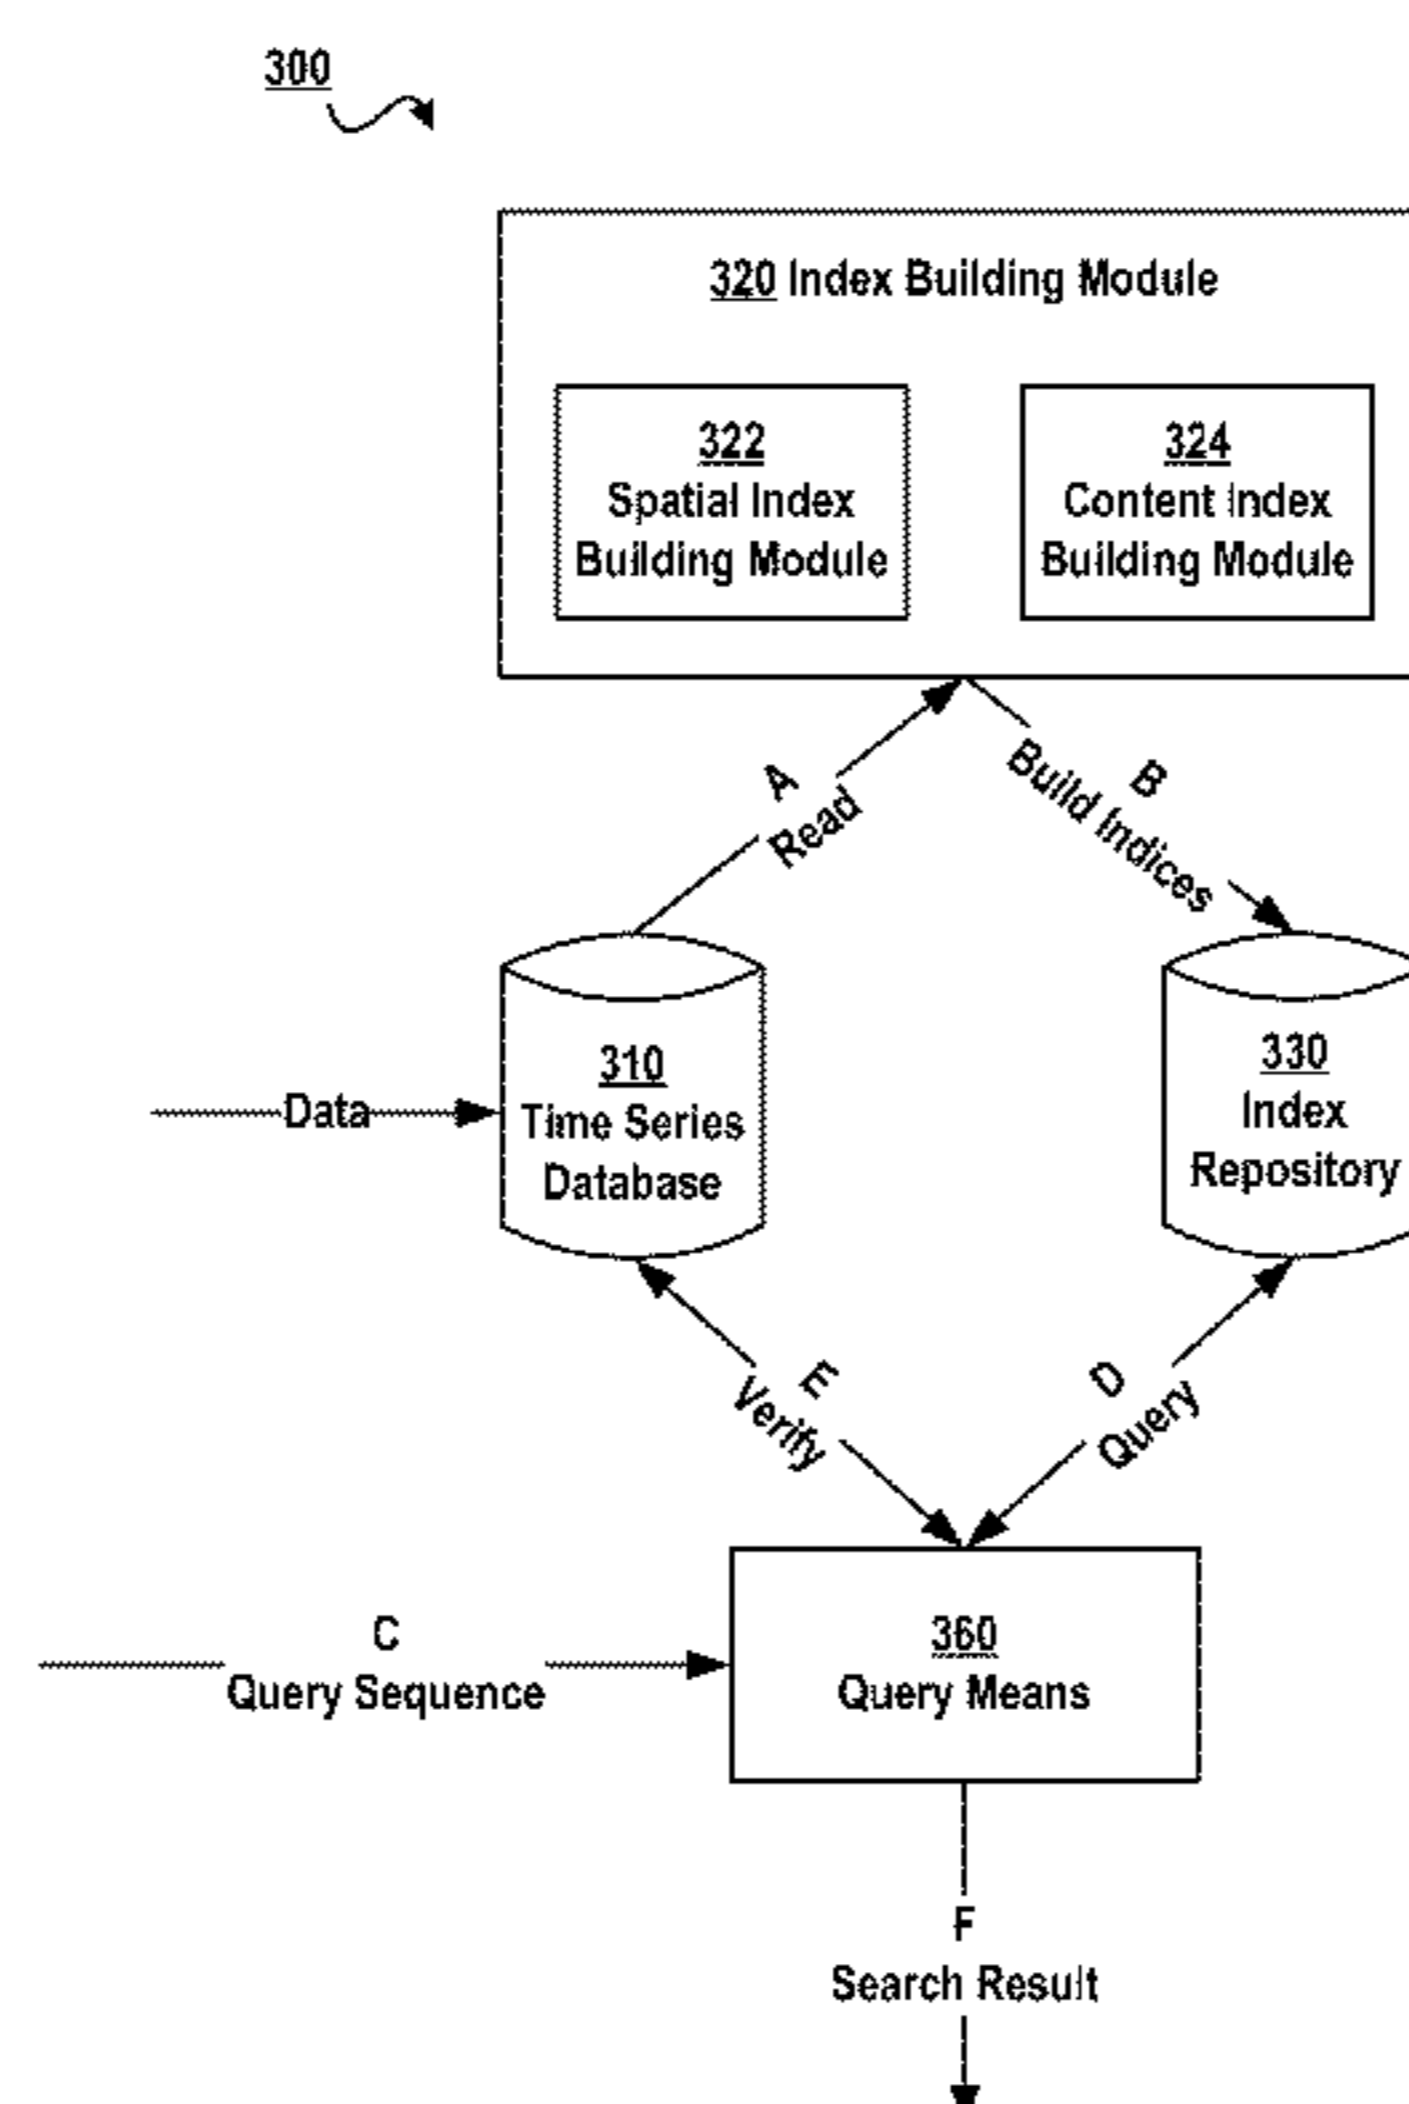 300
320 Index Building Module
322
Spatial Index
Building Module
324
Content Index
Building Module
A
Read
B
Build Indices
310
Time Series
Database
330
Index
Repository
Data
E
Verify
D
Query
C
Query Sequence
360
Query Means
F
Search Result